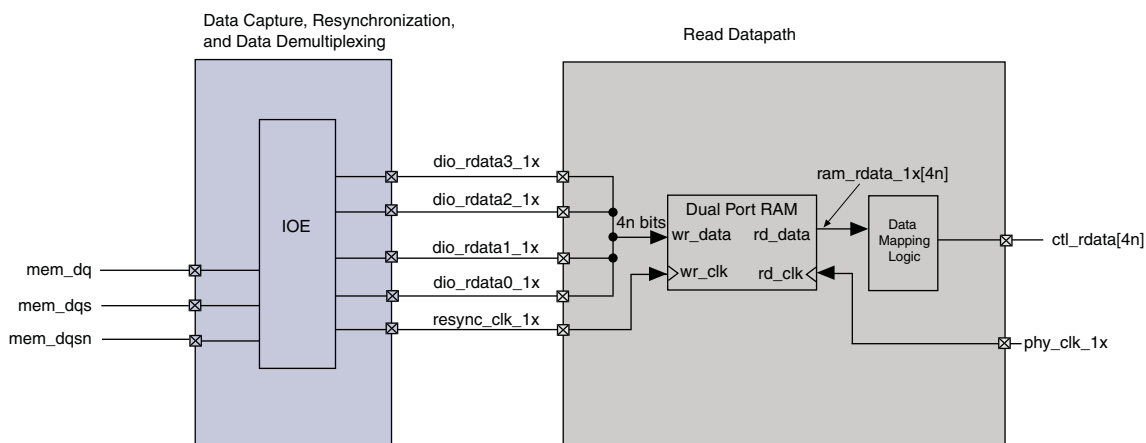 Data Capture, Resynchronization,
and Data Demultiplexing
Read Datapath
IOE
mem_dq
mem_dqs
mem_dqsn
dio_rdata3_1x
dio_rdata2_1x
dio_rdata1_1x
dio_rdata0_1x
resync_clk_1x
4n bits
Dual Port RAM
wr_data
rd_data
wr_clk
rd_clk
ram_rdata_1x[4n]
Data
Mapping
Logic
ctl_rdata[4n]
phy_clk_1x